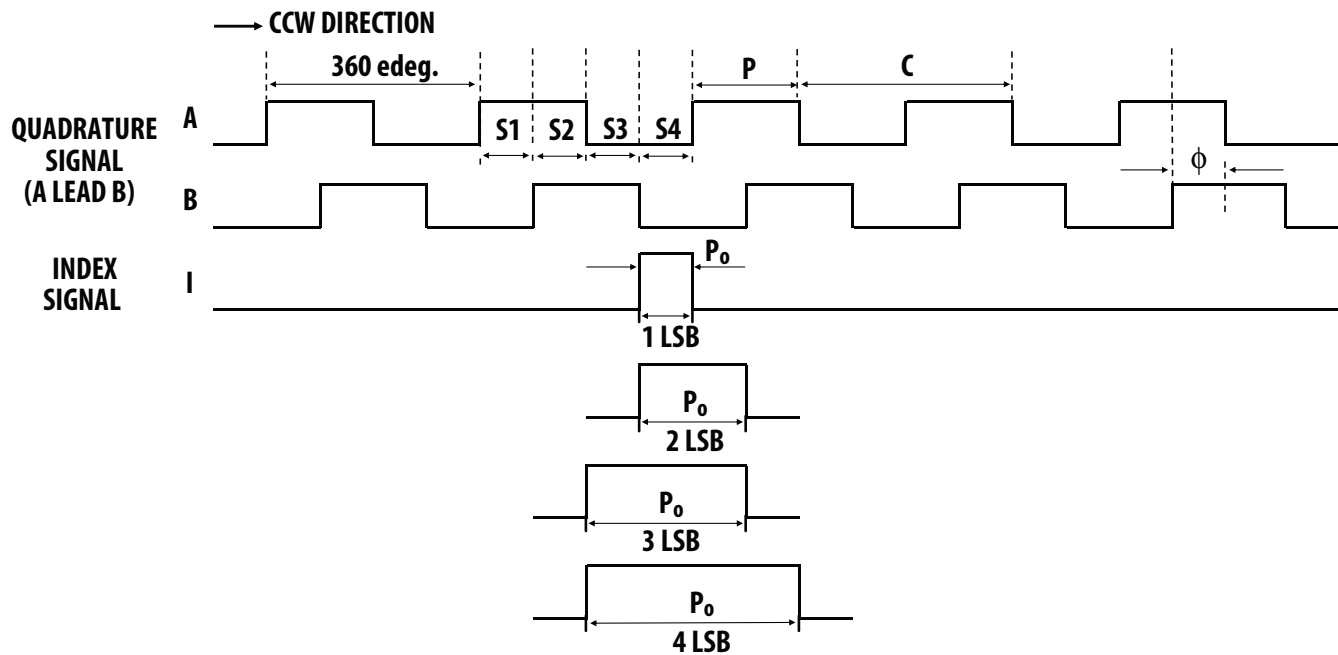 CCW DIRECTION
360 edeg.
P
C
QUADRATURE
SIGNAL
(A LEAD B)
A
S1
S2
S3
S4
ϕ
B
INDEX
SIGNAL
I
P₀
1 LSB
P₀
2 LSB
P₀
3 LSB
P₀
4 LSB